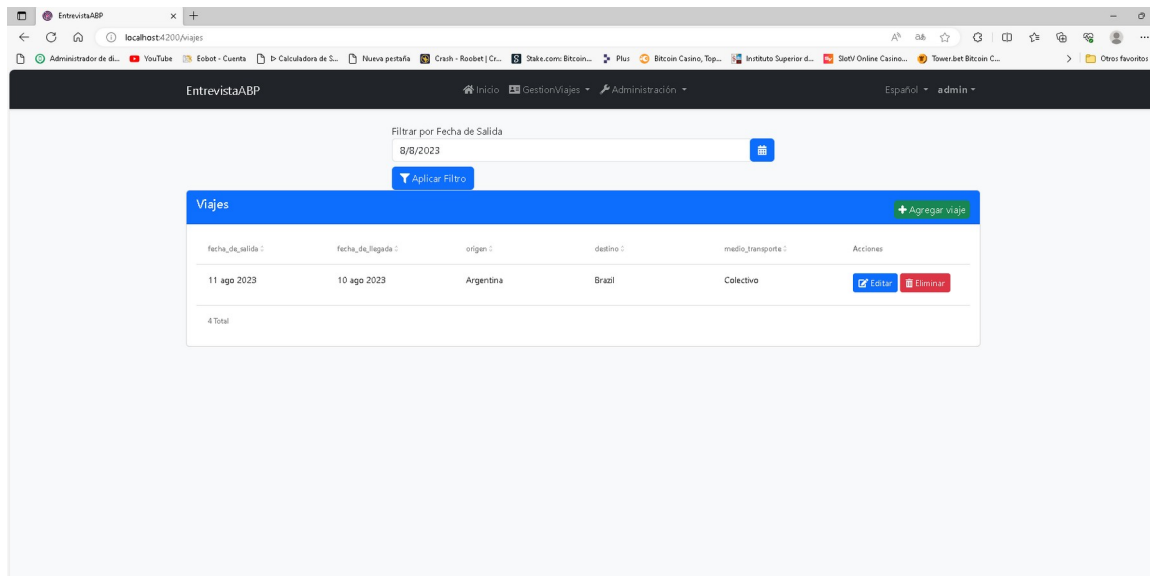 EntrevistaABP
localhost:4200/viajes
Administrador de di... YouTube Eobot - Cuenta Calculadora de S... Nueva pestaña Crash - Roobet | Cr... Stake.com: Bitcoin... Plus Bitcoin Casino, Top... Instituto Superior d... SlotV Online Casino... Tower.bet Bitcoin C... Otros favoritos
EntrevistaABP Inicio GestionViajes Administración Español admin
Filtrar por Fecha de Salida
8/8/2023
Aplicar Filtro
Viajes + Agregar viaje
fecha_de_salida fecha_de_llegada origen destino medio_transporte Acciones
11 ago 2023 10 ago 2023 Argentina Brazil Colectivo Editar Eliminar
4 Total